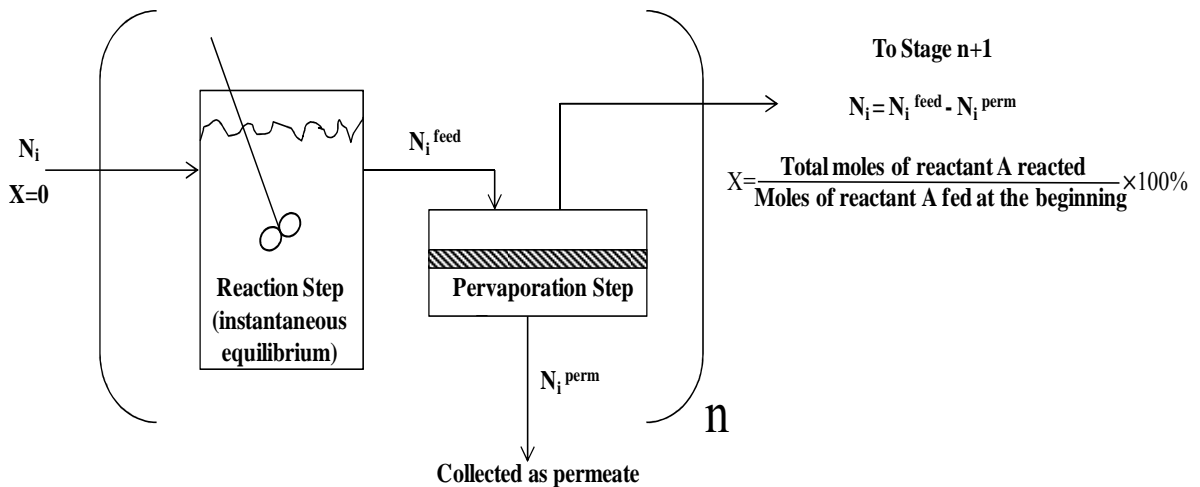 N_i
X=0
Reaction Step
(instantaneous
equilibrium)
N_i^feed
Pervaporation Step
N_i^perm
Collected as permeate
n
To Stage n+1
N_i = N_i^feed - N_i^perm
X= Total moles of reactant A reacted / Moles of reactant A fed at the beginning ×100%